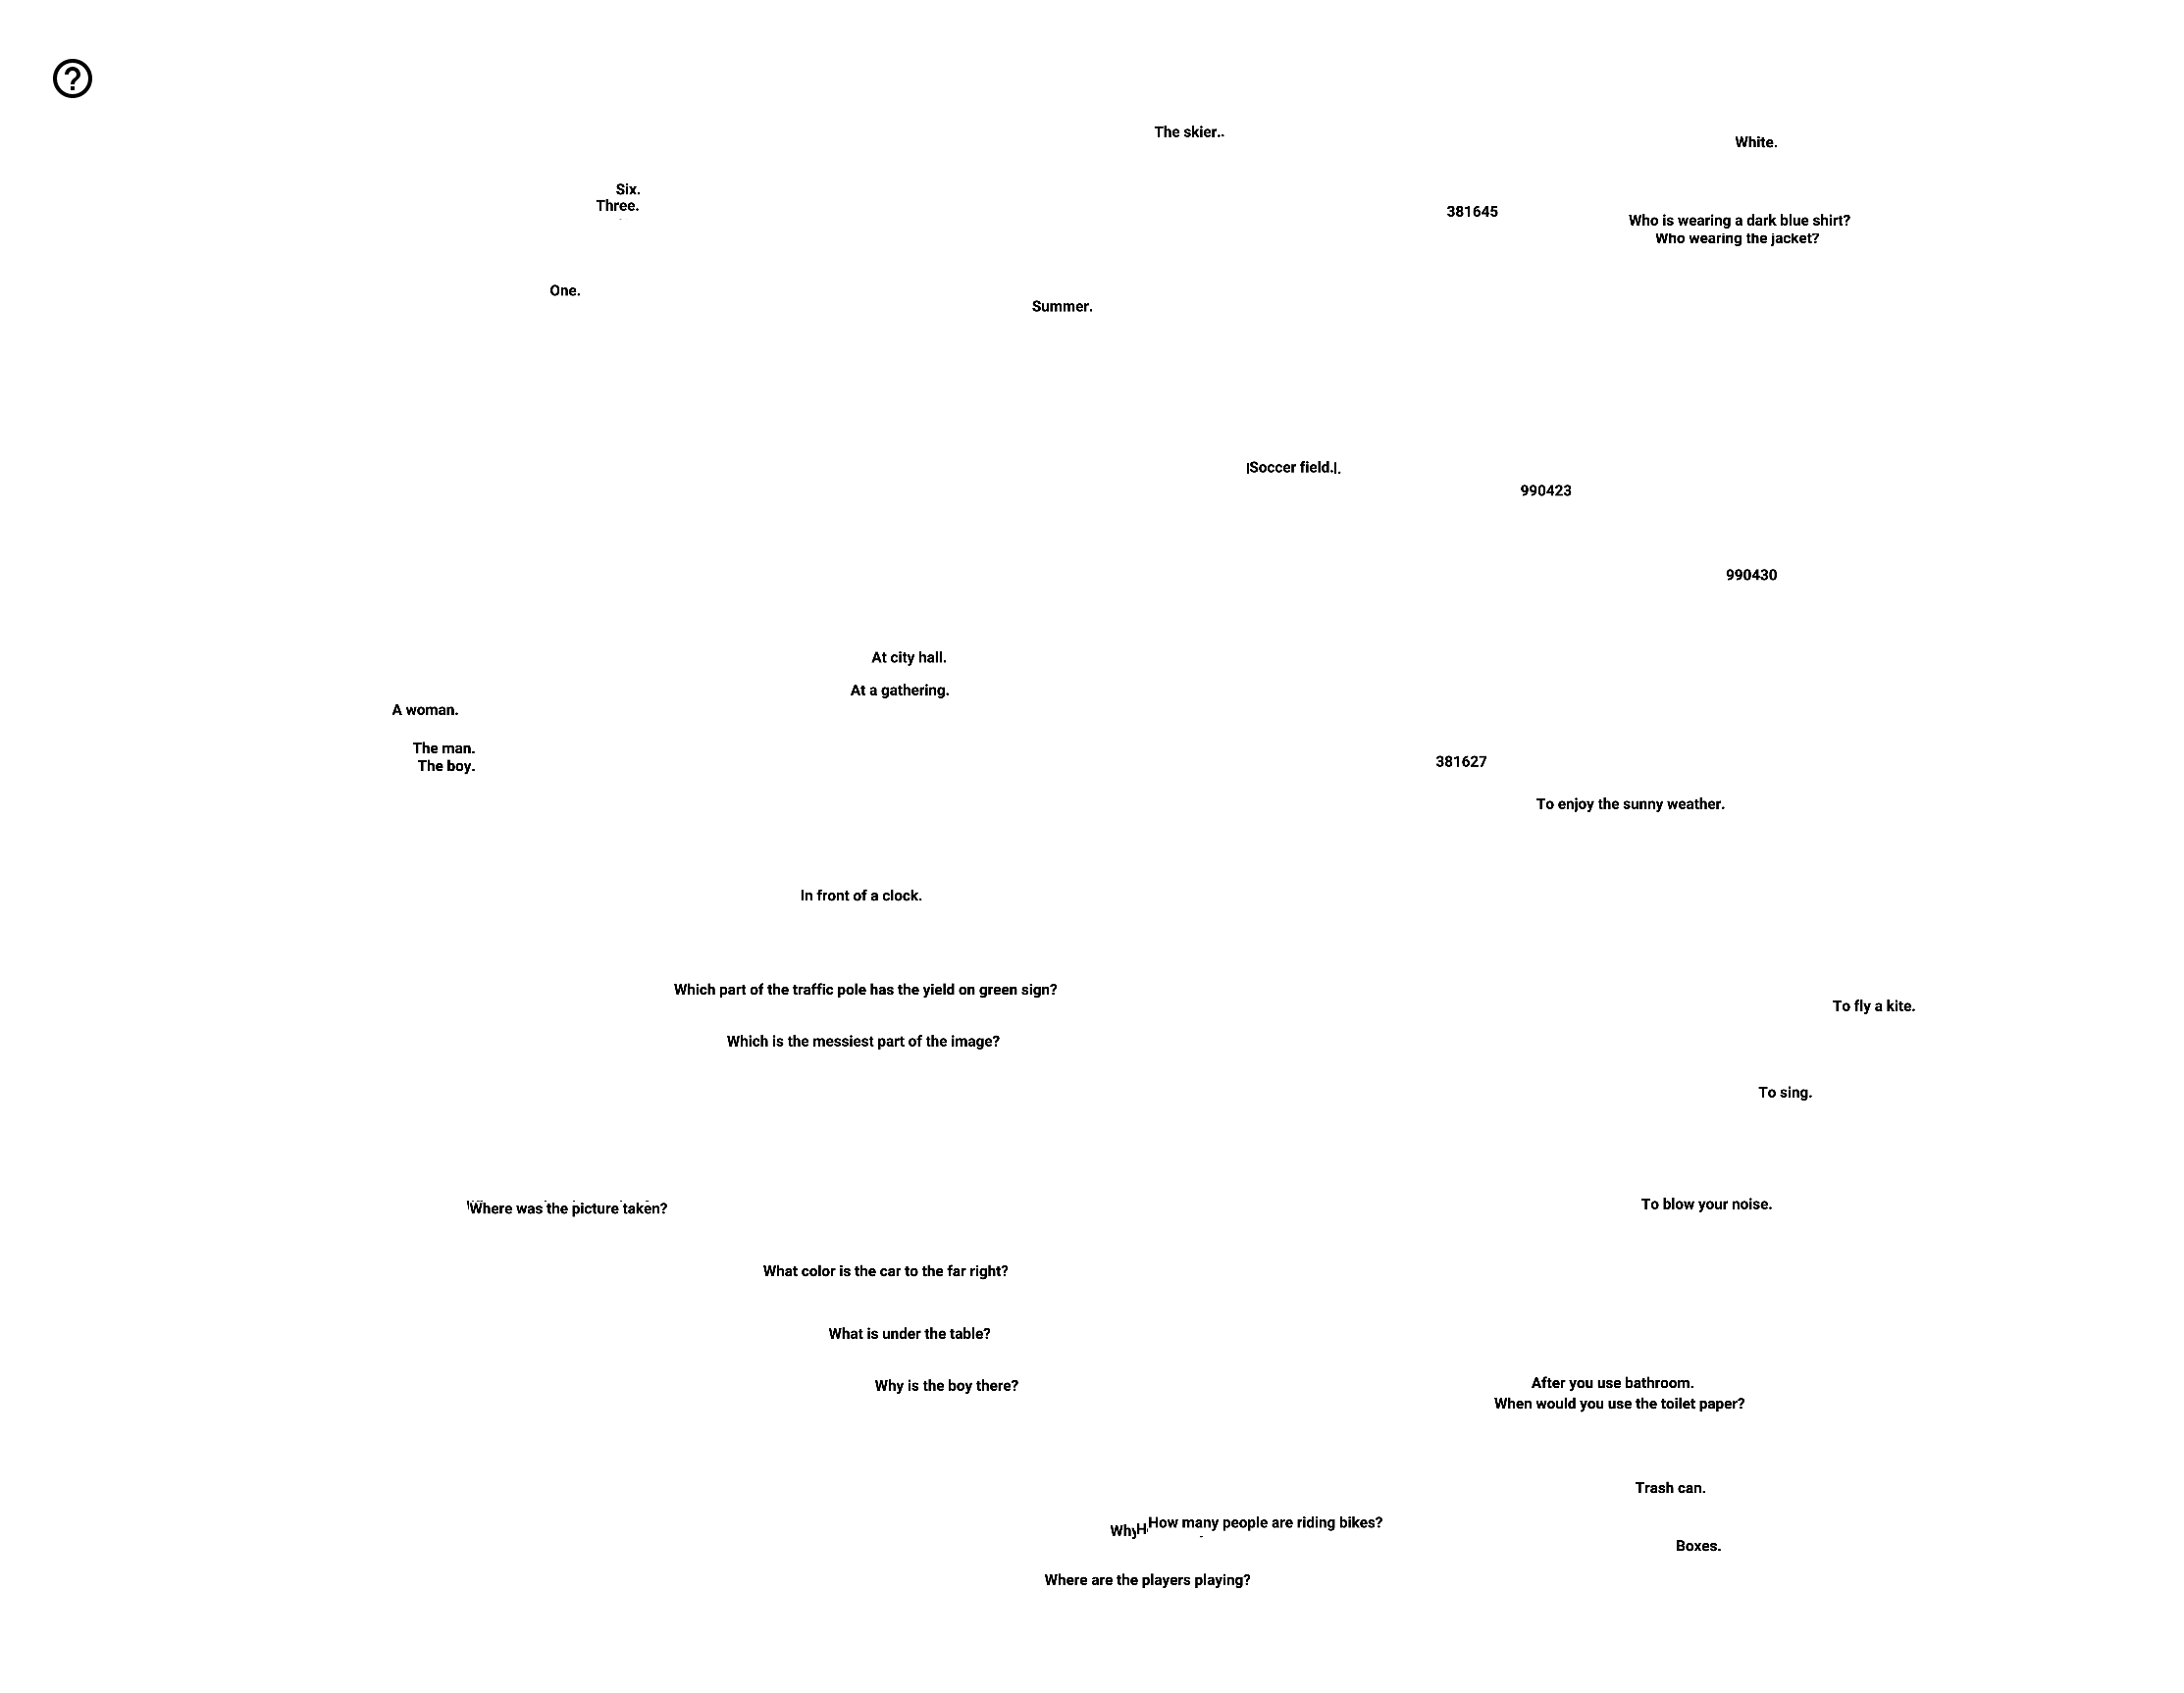 The skier.
White.
Six.
Three.
381645
Who is wearing a dark blue shirt?
Who wearing the jacket?
One.
Summer.
Soccer field.
990423
990430
At city hall.
At a gathering.
A woman.
The man.
The boy.
381627
To enjoy the sunny weather.
In front of a clock.
Which part of the traffic pole has the yield on green sign?
To fly a kite.
Which is the messiest part of the image?
To sing.
To blow your noise.
Where was the picture taken?
What color is the car to the far right?
What is under the table?
Why is the boy there?
After you use bathroom.
When would you use the toilet paper?
Trash can.
Why
How many people are riding bikes?
Boxes.
Where are the players playing?